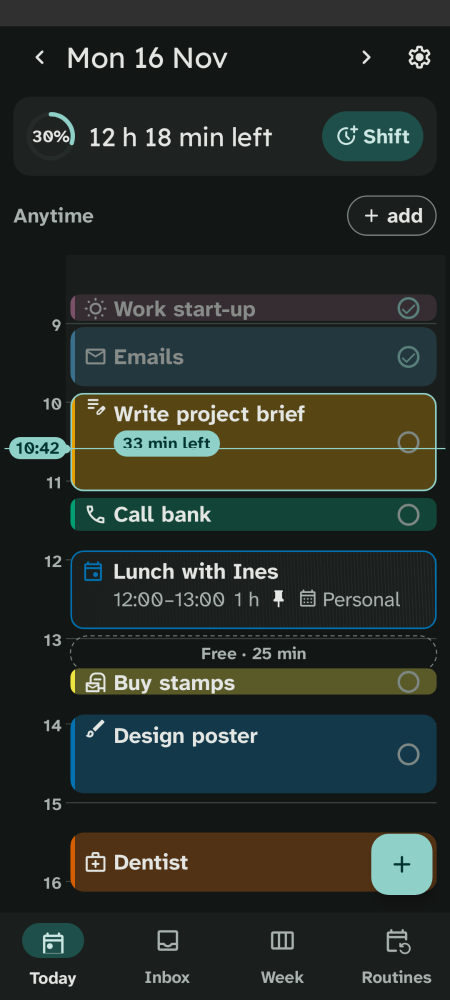 Mon 16 Nov
30%
12 h 18 min left
Shift
Anytime
+ add
Work start-up
9
Emails
10
Write project brief
33 min left
10:42
11
Call bank
12
Lunch with Ines
12:00–13:00 1 h Personal
13
Free · 25 min
Buy stamps
14
Design poster
15
Dentist
16
+
Today
Inbox
Week
Routines